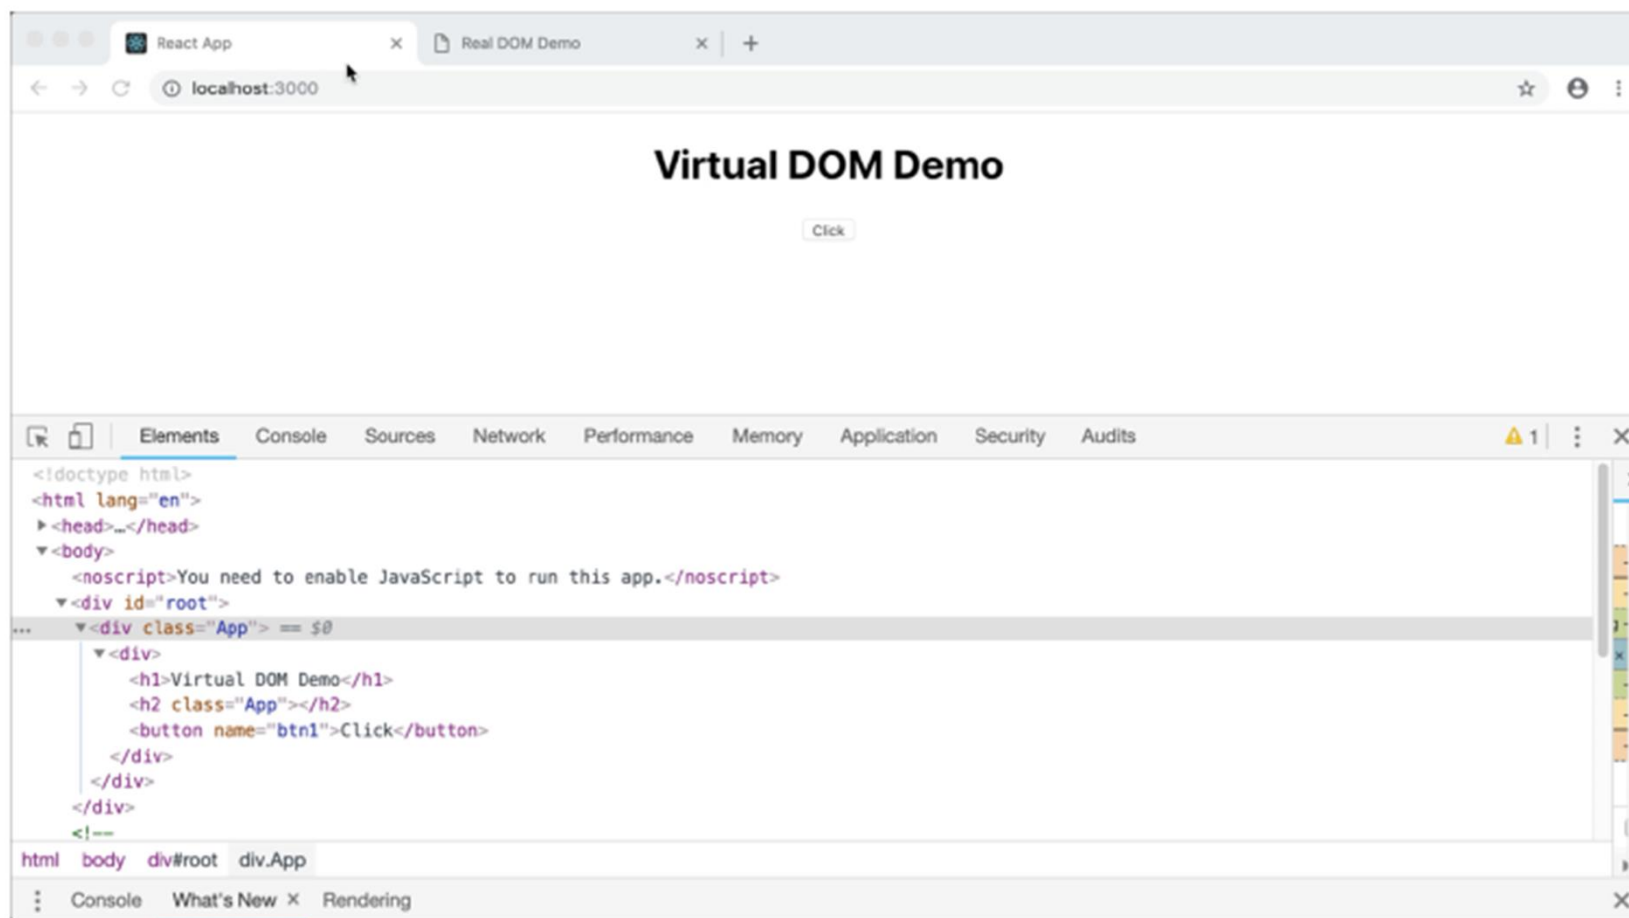 React App
Real DOM Demo
localhost:3000
Virtual DOM Demo
Click
Elements Console Sources Network Performance Memory Application Security Audits 1
<!doctype html>
<html lang="en">
<head>…</head>
<body>
<noscript>You need to enable JavaScript to run this app.</noscript>
<div id="root">
... <div class="App"> == $0
<div>
<h1>Virtual DOM Demo</h1>
<h2 class="App"></h2>
<button name="btn1">Click</button>
</div>
</div>
</div>
<!--
html body div#root div.App
Console What's New Rendering